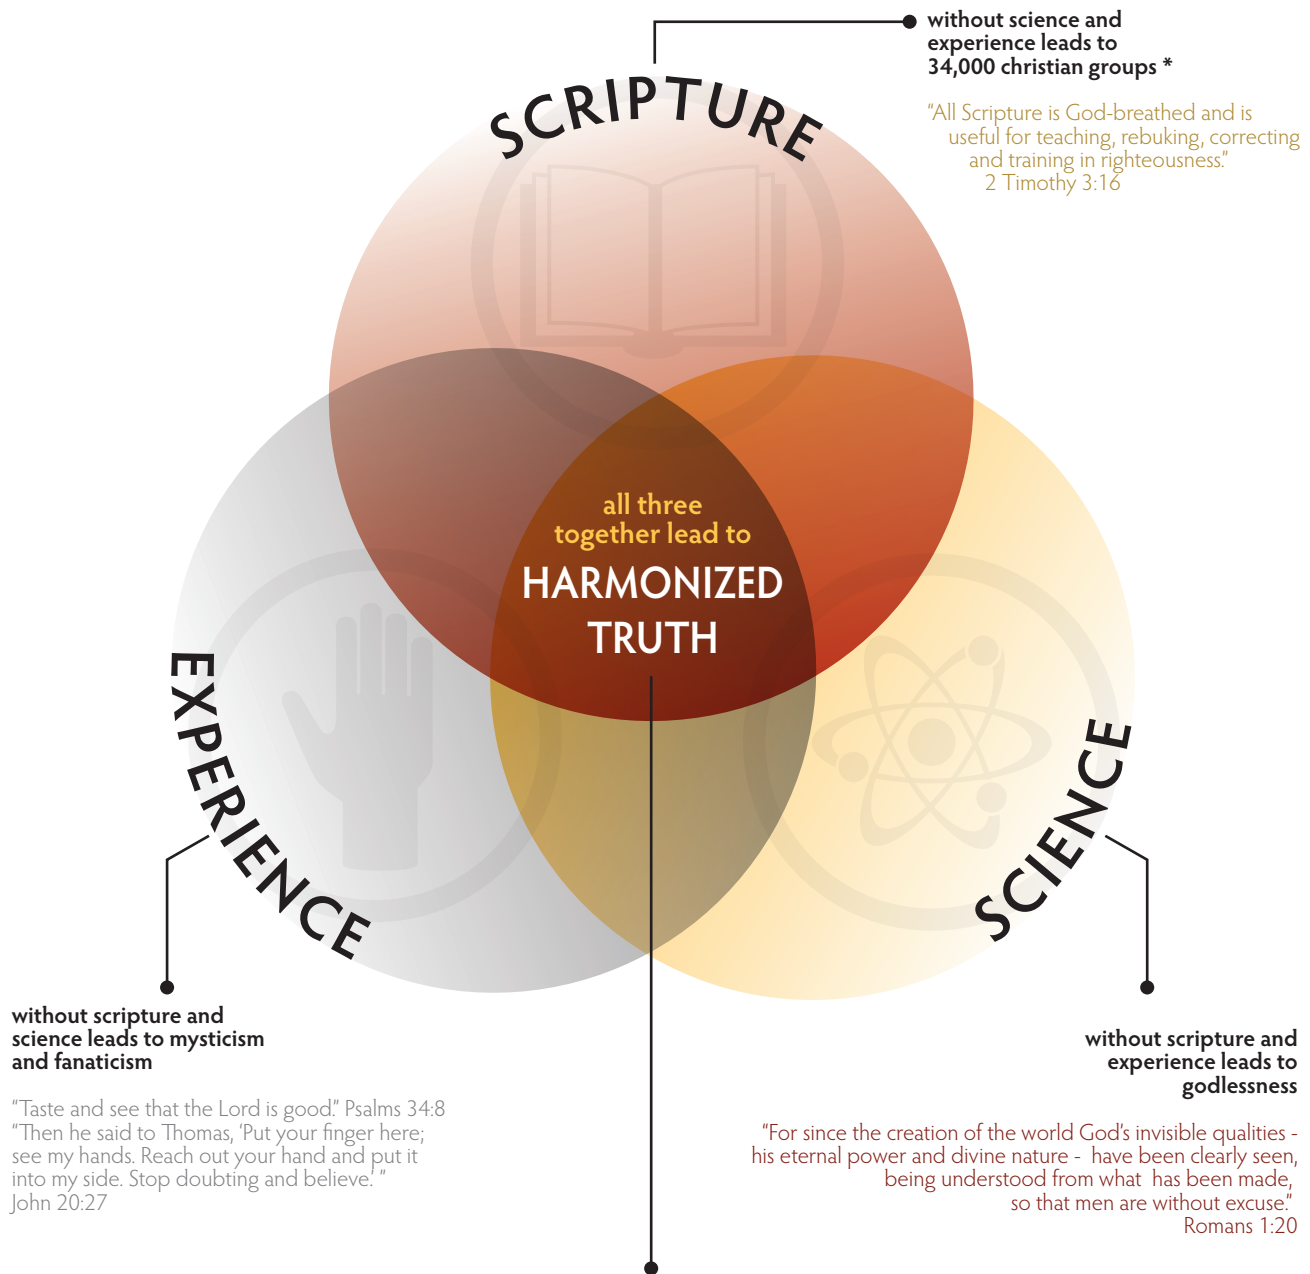 without science and
experience leads to
34,000 christian groups *
"All Scripture is God-breathed and is
useful for teaching, rebuking, correcting
and training in righteousness."
2 Timothy 3:16
SCRIPTURE
all three
together lead to
HARMONIZED
TRUTH
EXPERIENCE
SCIENCE
without scripture and
science leads to mysticism
and fanaticism
"Taste and see that the Lord is good." Psalms 34:8
"Then he said to Thomas, 'Put your finger here;
see my hands. Reach out your hand and put it
into my side. Stop doubting and believe.' "
John 20:27
without scripture and
experience leads to
godlessness
"For since the creation of the world God's invisible qualities -
his eternal power and divine nature - have been clearly seen,
being understood from what has been made,
so that men are without excuse."
Romans 1:20